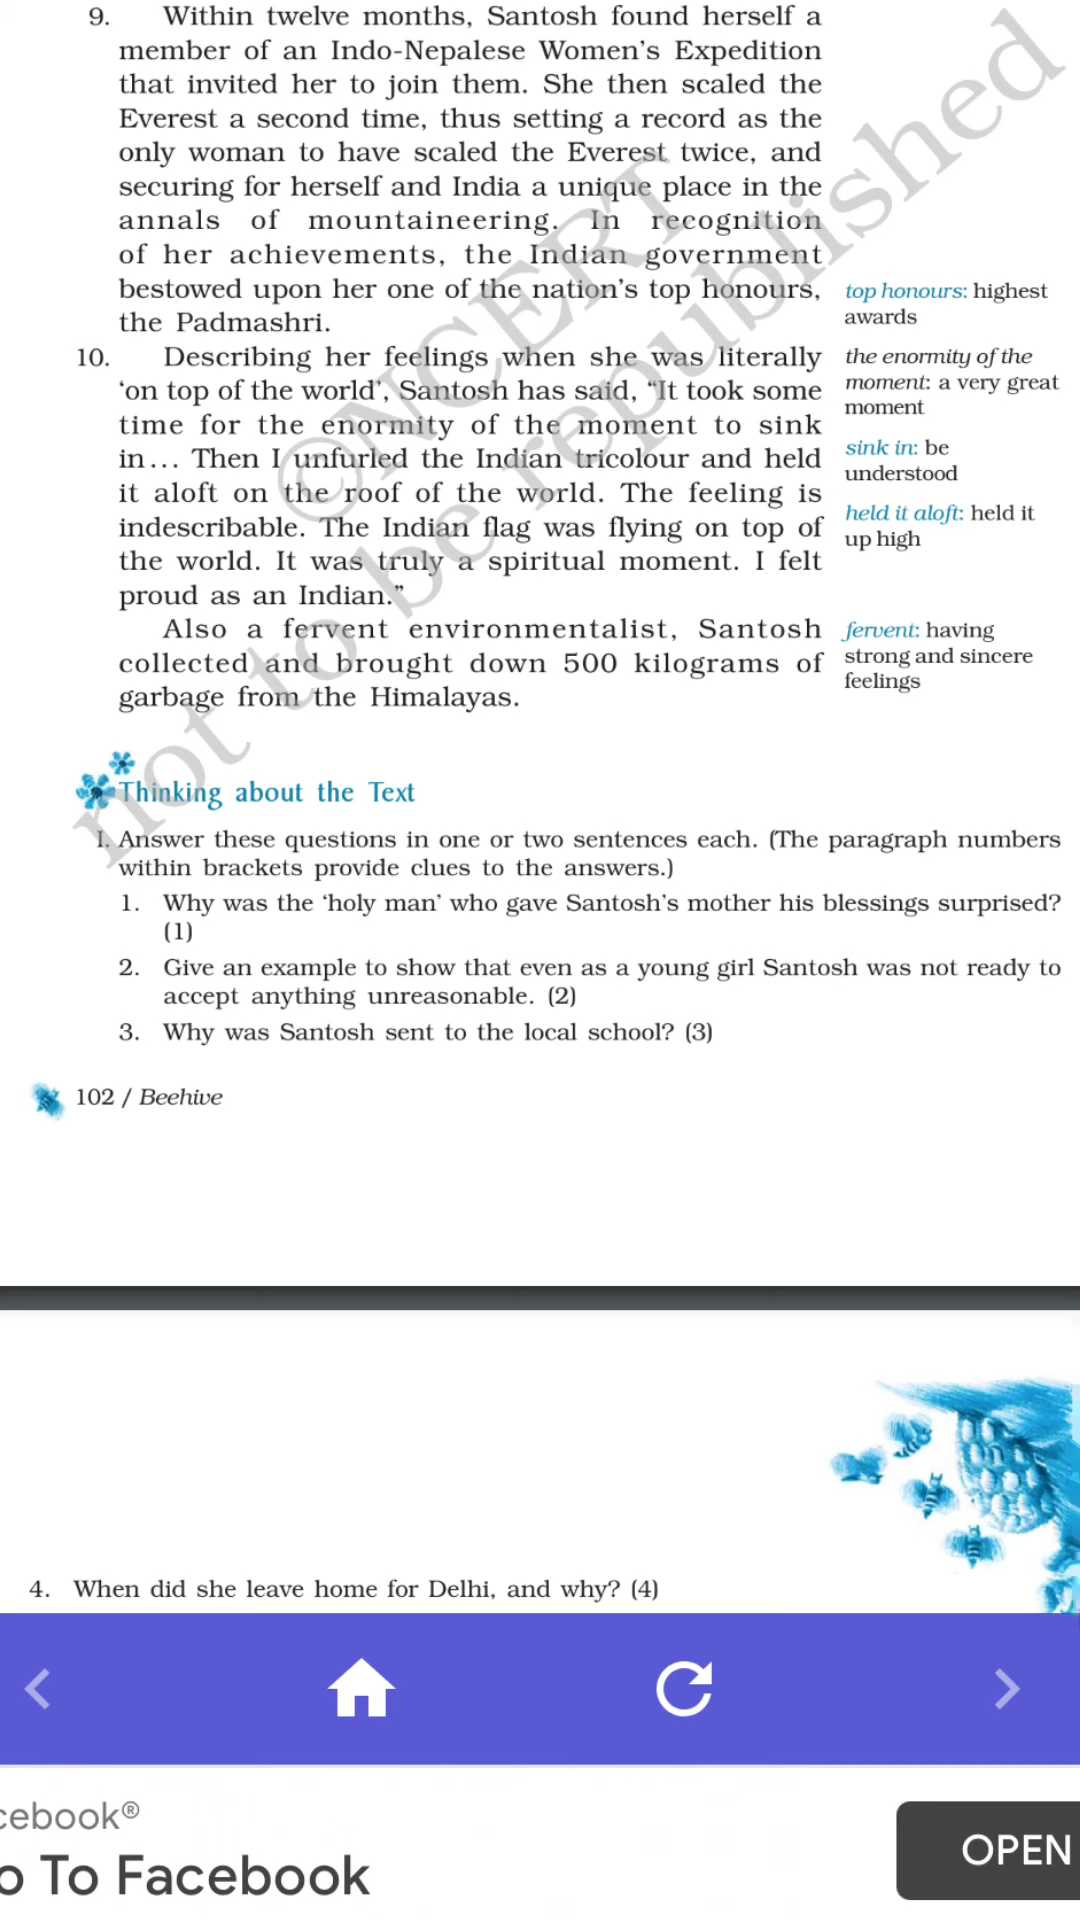 9. Within twelve months, Santosh found herself a
member of an Indo-Nepalese Women's Expedition
that invited her to join them. She then scaled the
Everest a second time, thus setting a record as the
only woman to have scaled the Everest twice, and
securing for herself and India a unique place in the
annals of mountaineering. In recognition
of her achievements, the Indian government
bestowed upon her one of the nation's top honours,
the Padmashri.
top honours: highest
awards
10. Describing her feelings when she was literally
'on top of the world', Santosh has said, “It took some
time for the enormity of the moment to sink
in... Then I unfurled the Indian tricolour and held
it aloft on the roof of the world. The feeling is
indescribable. The Indian flag was flying on top of
the world. It was truly a spiritual moment. I felt
proud as an Indian.”
the enormity of the
moment: a very great
moment
sink in: be
understood
held it aloft: held it
up high
Also a fervent environmentalist, Santosh
collected and brought down 500 kilograms of
garbage from the Himalayas.
fervent: having
strong and sincere
feelings
©NCERT
not to be republished
Thinking about the Text
I. Answer these questions in one or two sentences each. (The paragraph numbers
within brackets provide clues to the answers.)
1. Why was the 'holy man' who gave Santosh's mother his blessings surprised?
(1)
2. Give an example to show that even as a young girl Santosh was not ready to
accept anything unreasonable. (2)
3. Why was Santosh sent to the local school? (3)
102 / Beehive
4. When did she leave home for Delhi, and why? (4)
cebook®
o To Facebook
OPEN